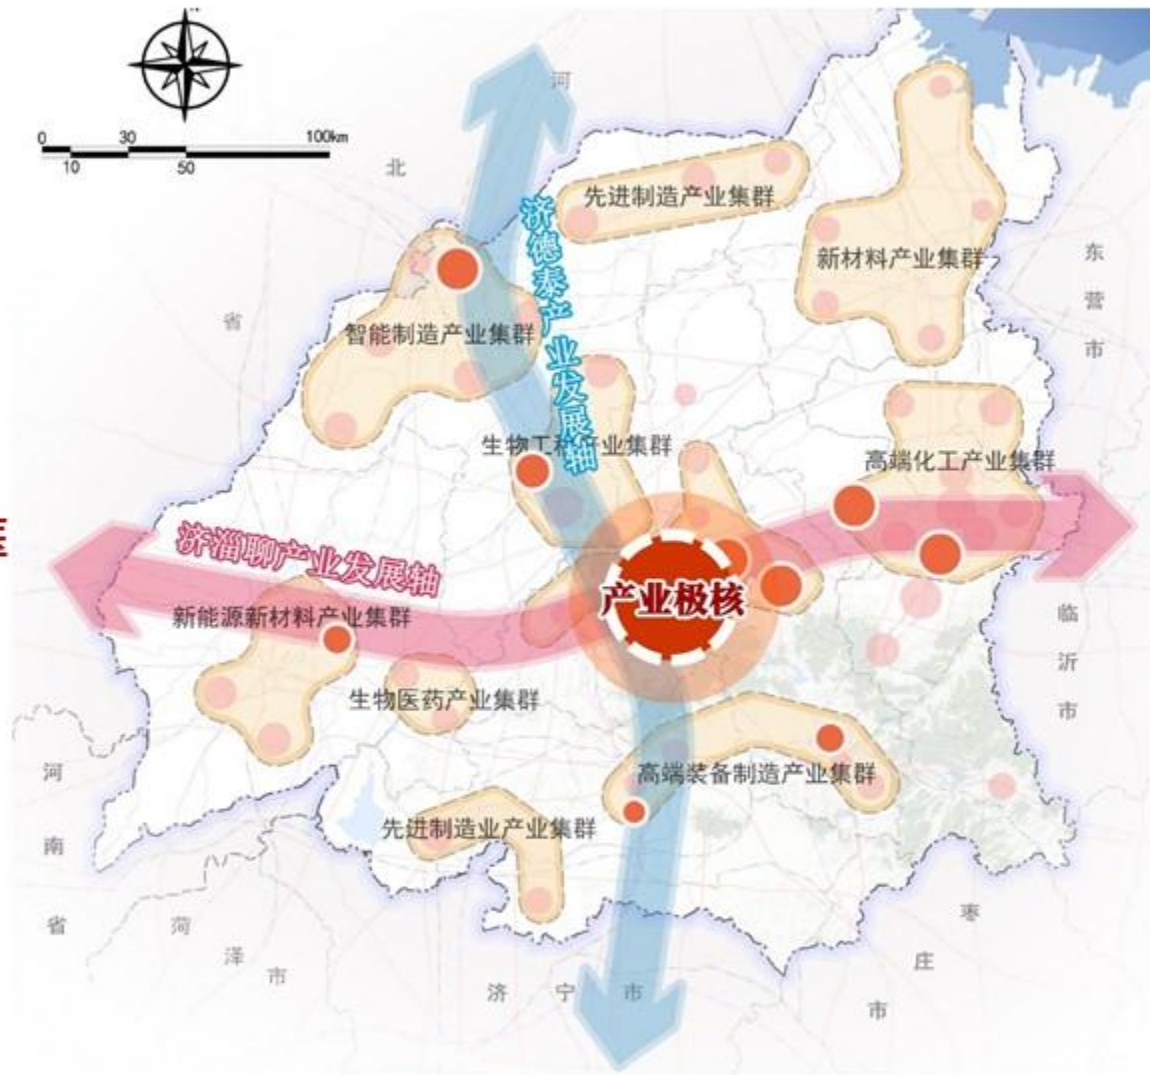 0 30 100km
10 50
河
北
省
先进制造产业集群
济德泰产业发展轴
新材料产业集群
东营市
智能制造产业集群
生物工程产业集群
高端化工产业集群
济淄聊产业发展轴
产业极核
新能源新材料产业集群
临沂市
生物医药产业集群
高端装备制造产业集群
先进制造业产业集群
河南省
菏泽市
济宁市
枣庄市